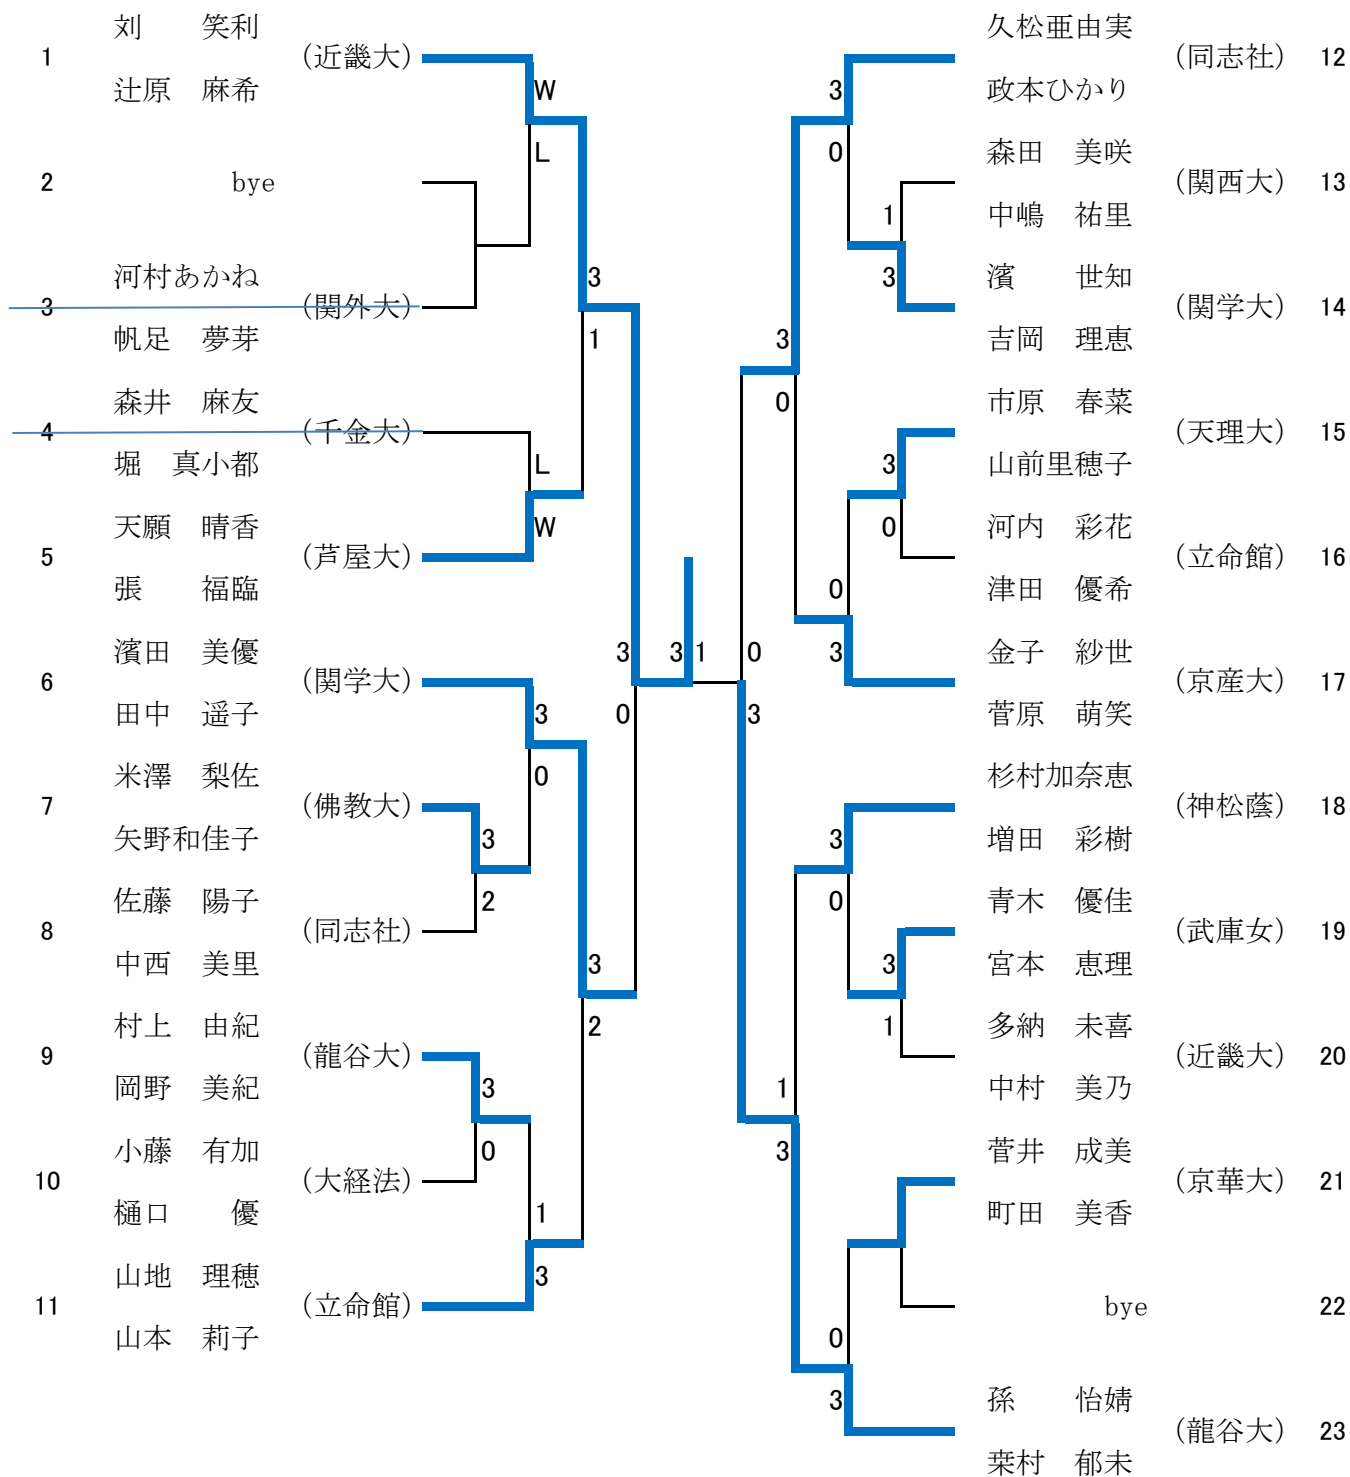 刘　　笑利
1 (近畿大)
辻原　麻希
W
L
2 bye
河村あかね
3 (関外大)
帆足　夢芽
3
1
森井　麻友
4 (千金大)
堀　真小都
L
W
天願　晴香
5 (芦屋大)
張　　福臨
濱田　美優
6 (関学大)
田中　遥子
3
0
3
0
3 1
米澤　梨佐
7 (佛教大)
矢野和佳子
3
2
佐藤　陽子
8 (同志社)
中西　美里
3
2
村上　由紀
9 (龍谷大)
岡野　美紀
3
0
小藤　有加
10 (大経法)
樋口　　優
1
3
山地　理穂
11 (立命館)
山本　莉子
久松亜由実
(同志社) 12
政本ひかり
3
0
森田　美咲
(関西大) 13
中嶋　祐里
1
3
濱　　世知
(関学大) 14
吉岡　理恵
3
0
市原　春菜
(天理大) 15
山前里穂子
3
0
河内　彩花
(立命館) 16
津田　優希
0
3
金子　紗世
(京産大) 17
菅原　萌笑
0
3
杉村加奈恵
(神松蔭) 18
増田　彩樹
3
0
青木　優佳
(武庫女) 19
宮本　恵理
3
1
多納　未喜
(近畿大) 20
中村　美乃
1
3
菅井　成美
(京華大) 21
町田　美香
bye 22
0
3
孫　　怡婧
(龍谷大) 23
桒村　郁未